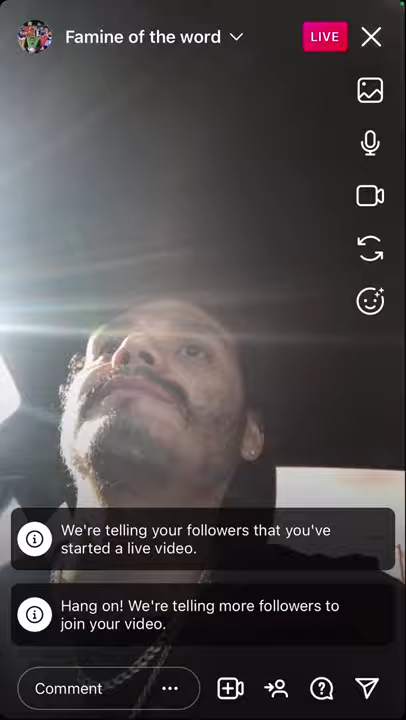 Famine of the word
LIVE
We're telling your followers that you've
started a live video.
Hang on! We're telling more followers to
join your video.
Comment